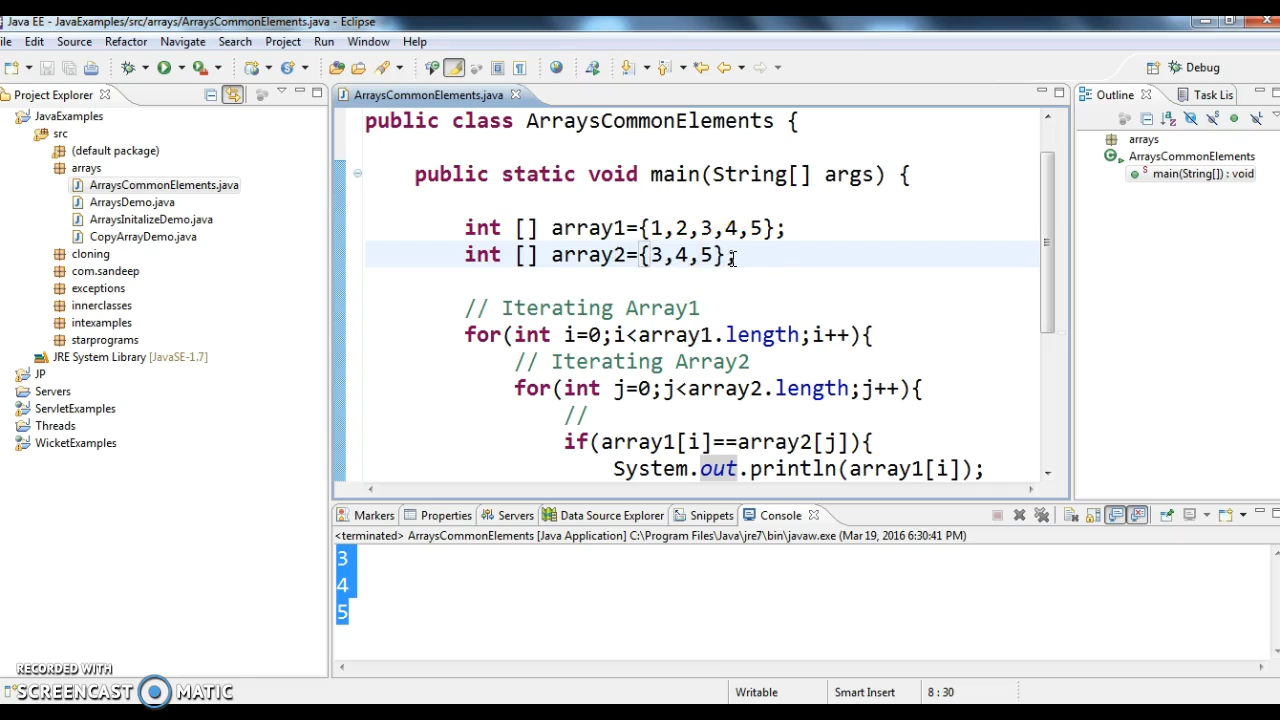 Java EE - JavaExamples/src/arrays/ArraysCommonElements.java - Eclipse
ile Edit Source Refactor Navigate Search Project Run Window Help
Debug
Project Explorer
JavaExamples
src
(default package)
arrays
ArraysCommonElements.java
ArraysDemo.java
ArraysInitalizeDemo.java
CopyArrayDemo.java
cloning
com.sandeep
exceptions
innerclasses
intexamples
starprograms
JRE System Library [JavaSE-1.7]
JP
Servers
ServletExamples
Threads
WicketExamples
ArraysCommonElements.java
public class ArraysCommonElements {
public static void main(String[] args) {
int [] array1={1,2,3,4,5};
int [] array2={3,4,5};
// Iterating Array1
for(int i=0;i<array1.length;i++){
// Iterating Array2
for(int j=0;j<array2.length;j++){
//
if(array1[i]==array2[j]){
System.out.println(array1[i]);
Outline Task Lis
arrays
ArraysCommonElements
main(String[]) : void
Markers Properties Servers Data Source Explorer Snippets Console
<terminated> ArraysCommonElements [Java Application] C:\Program Files\Java\jre7\bin\javaw.exe (Mar 19, 2016 6:30:41 PM)
3
4
5
RECORDED WITH
SCREENCAST MATIC
Writable Smart Insert 8 : 30